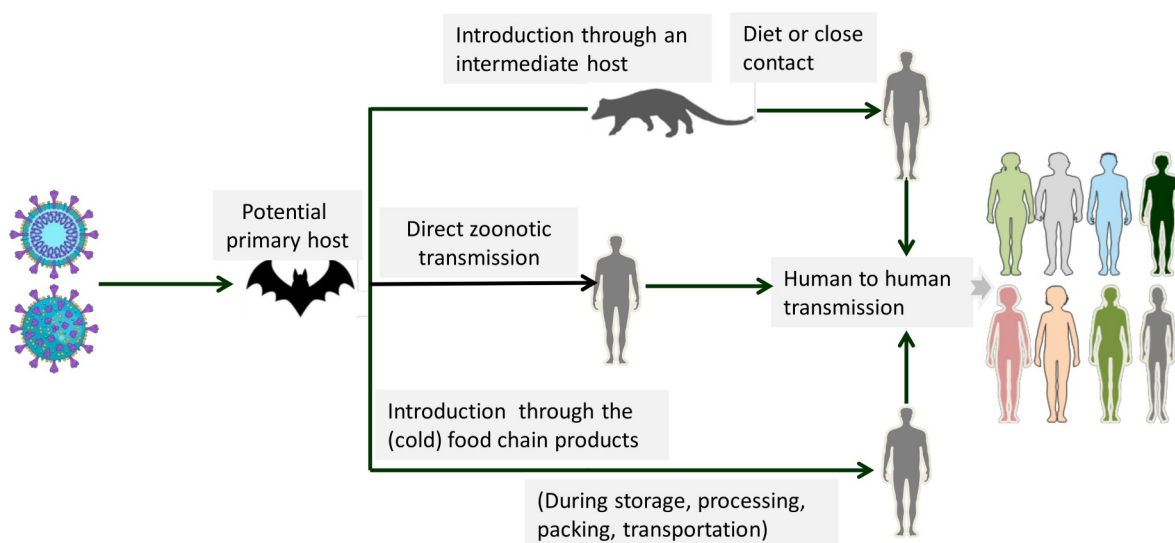 Introduction through an
intermediate host
Diet or close
contact
Potential
primary host
Direct zoonotic
transmission
Human to human
transmission
Introduction through the
(cold) food chain products
(During storage, processing,
packing, transportation)